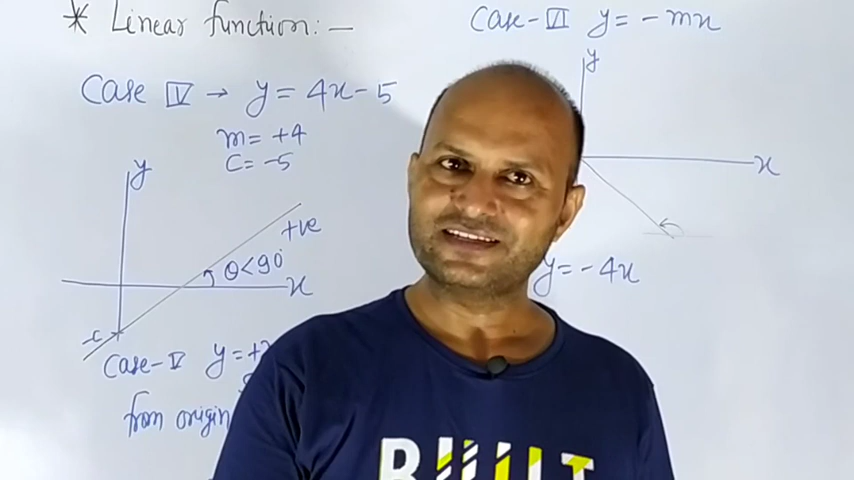 * Linear function:-
Case IV → y = 4x - 5
m = +4
c = -5
y
+ve
θ<90°
x
-c
Case-V y = +
from origin
Case-VI y = - mx
y
x
y = - 4x
BUILT